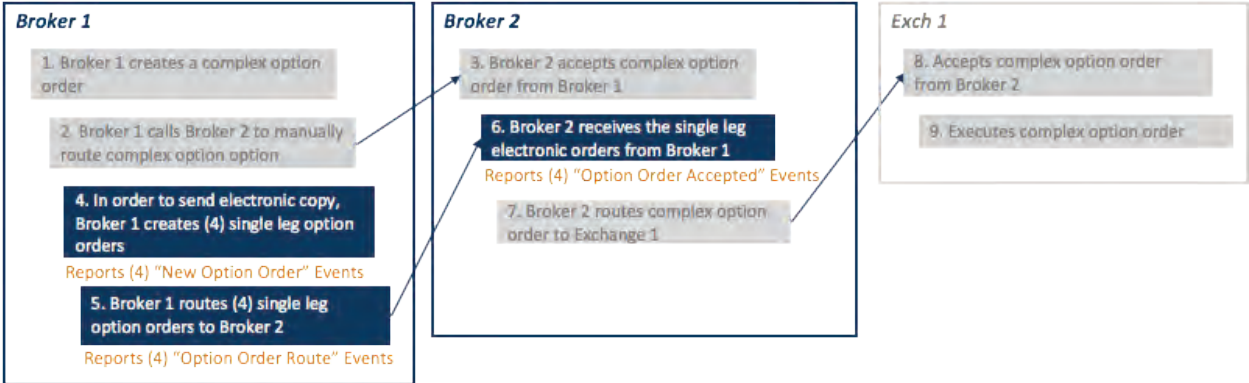 Broker 1
1. Broker 1 creates a complex option
order
2. Broker 1 calls Broker 2 to manually
route complex option option
4. In order to send electronic copy,
Broker 1 creates (4) single leg option
orders
Reports (4) "New Option Order" Events
5. Broker 1 routes (4) single leg
option orders to Broker 2
Reports (4) "Option Order Route" Events
Broker 2
3. Broker 2 accepts complex option
order from Broker 1
6. Broker 2 receives the single leg
electronic orders from Broker 1
Reports (4) "Option Order Accepted" Events
7. Broker 2 routes complex option
order to Exchange 1
Exch 1
8. Accepts complex option order
from Broker 2
9. Executes complex option order